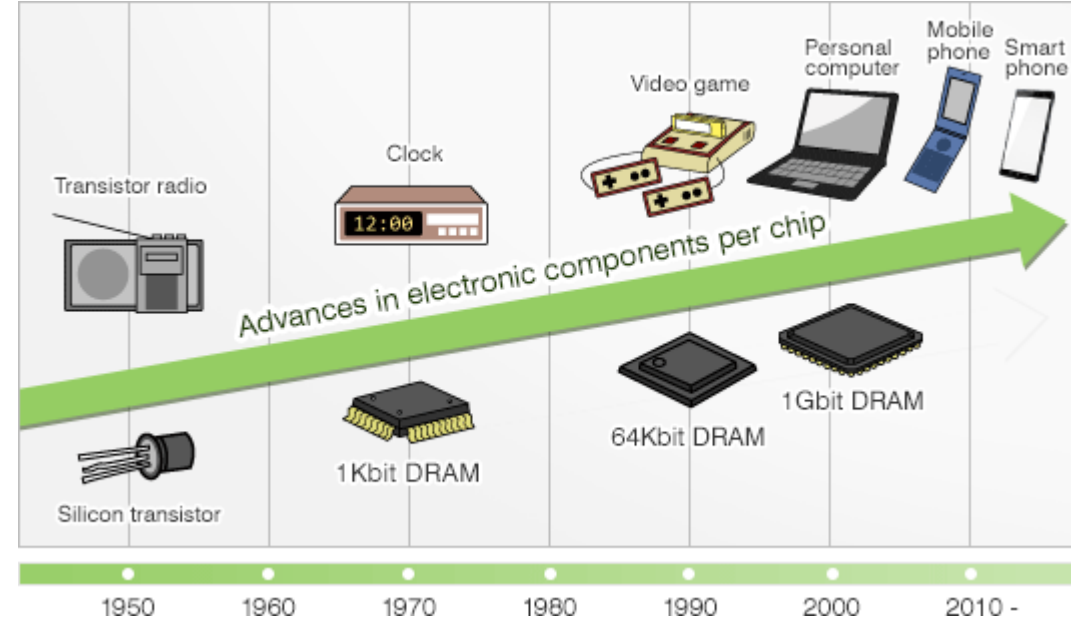 Mobile
phone
Smart
phone
Personal
computer
Video game
Clock
Transistor radio
12:00
Advances in electronic components per chip
1Gbit DRAM
64Kbit DRAM
1Kbit DRAM
Silicon transistor
1950
1960
1970
1980
1990
2000
2010 -